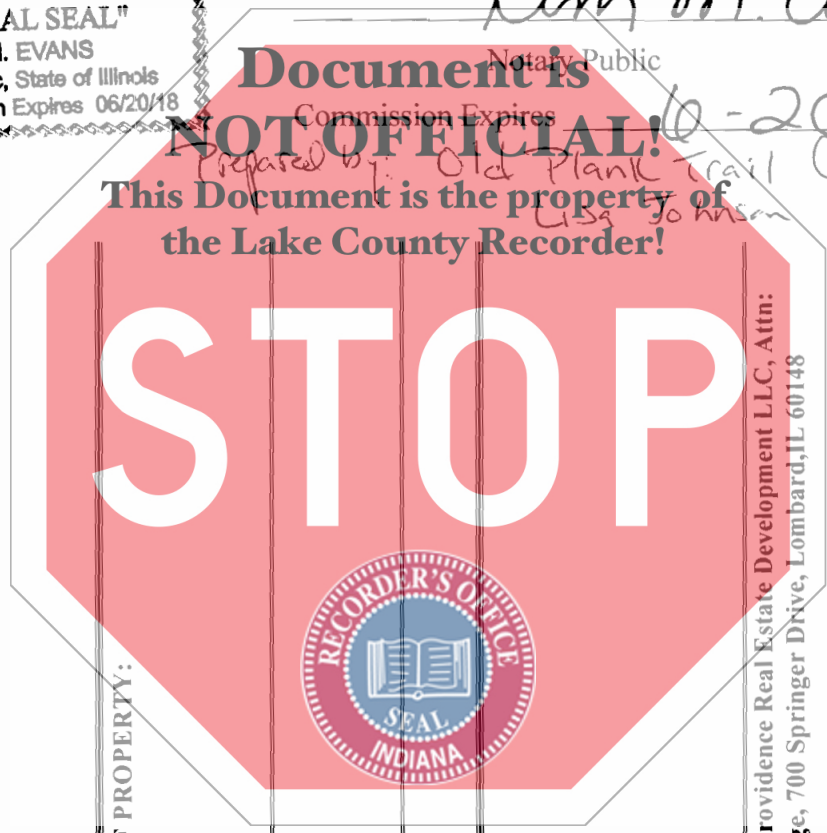 AL SEAL"
. EVANS
c, State of Illinois
n Expires 06/20/18
Notary Public
Commission Expires 6-20
Prepared by: Old Plank Trail
Lisa Johnson
Document is
NOT OFFICIAL!
This Document is the property of
the Lake County Recorder!
STOP
RECORDER'S OFFICE
SEAL
INDIANA
PROPERTY:
rovidence Real Estate Development LLC, Attn:
e, 700 Springer Drive, Lombard, IL 60148